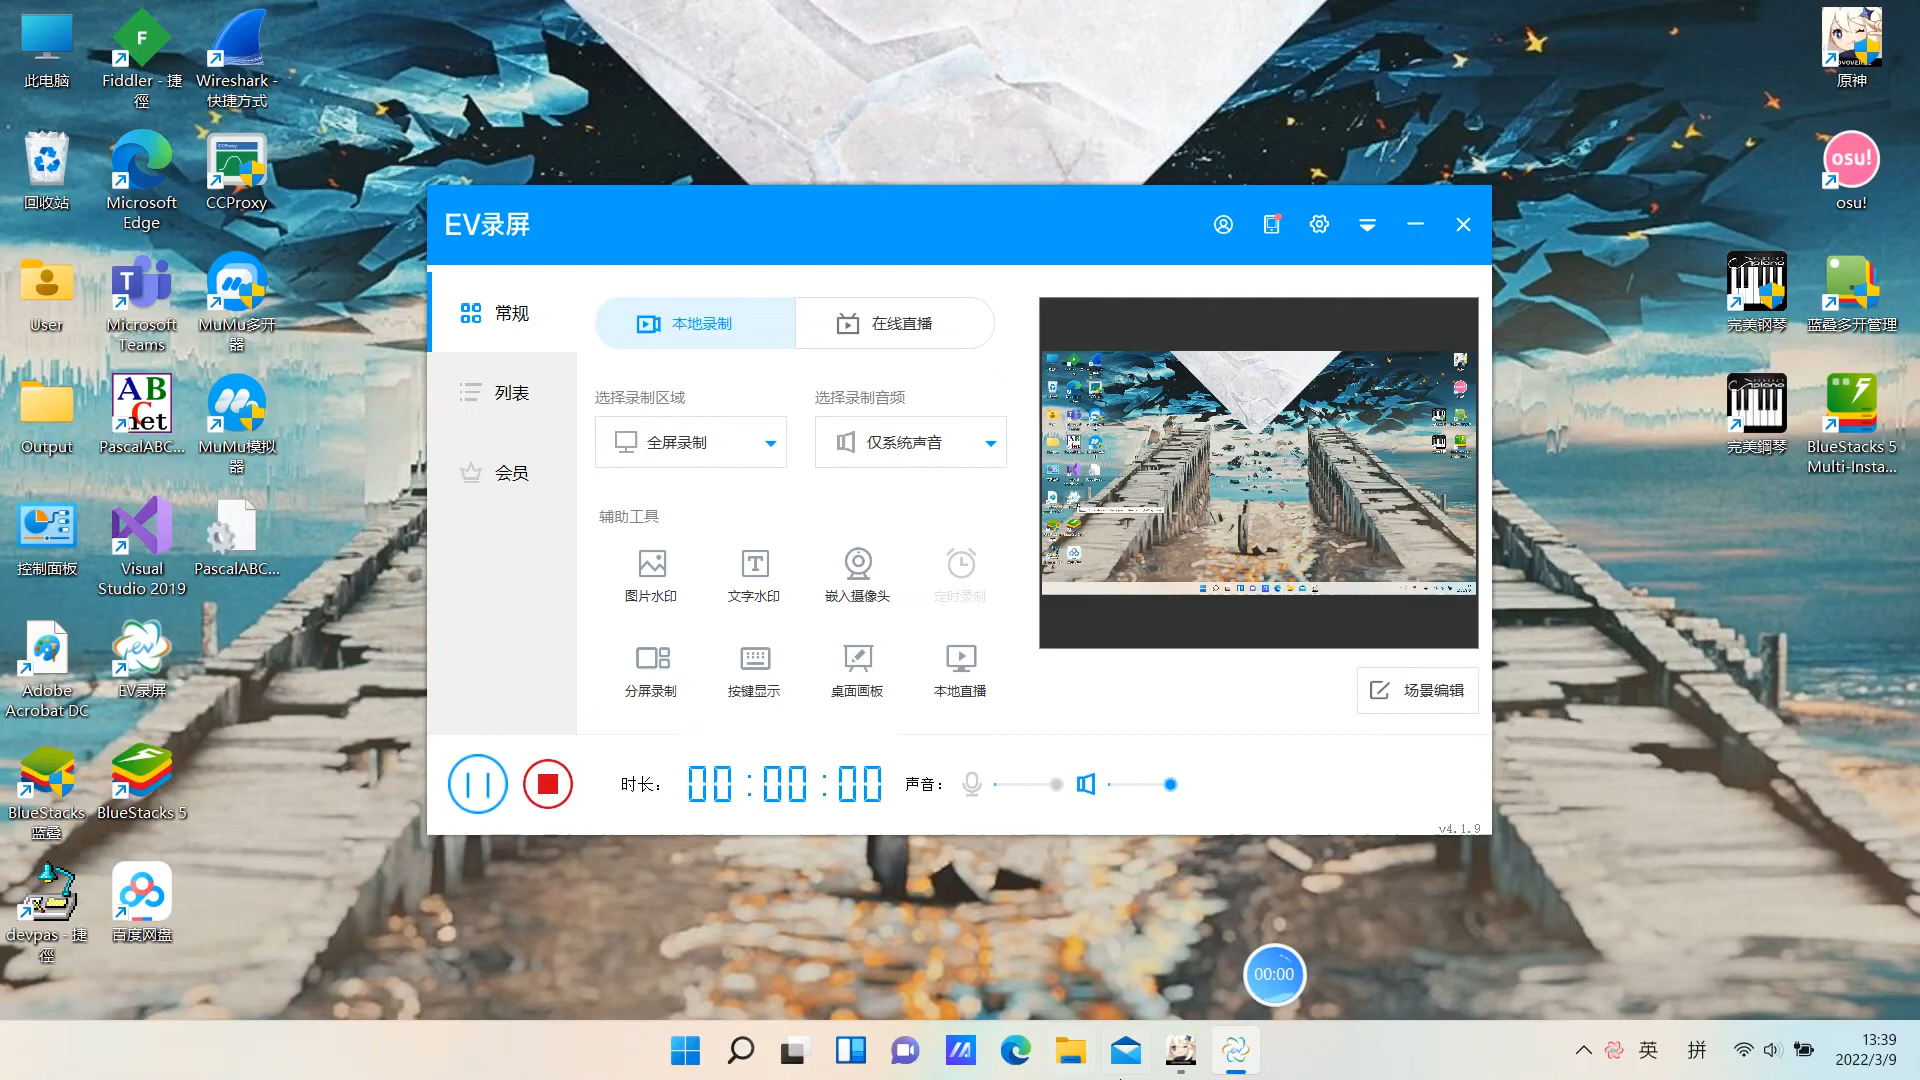 此电脑
Fiddler - 捷
徑
Wireshark -
快捷方式
原神
回收站
Microsoft
Edge
CCProxy
osu!
osu!
User
Microsoft
Teams
MuMu多开
器
完美钢琴
蓝叠多开管理
Output
PascalABC...
MuMu模拟
器
完美鋼琴
BlueStacks 5
Multi-Insta...
控制面板
Visual
Studio 2019
PascalABC...
Adobe
Acrobat DC
EV录屏
BlueStacks
蓝叠
BlueStacks 5
devpas - 捷
徑
百度网盘
EV录屏
常规
列表
会员
本地录制
在线直播
选择录制区域
选择录制音频
全屏录制
仅系统声音
辅助工具
图片水印
文字水印
嵌入摄像头
定时录制
分屏录制
按键显示
桌面画板
本地直播
场景编辑
时长：
00:00:00
声音：
v4.1.9
00:00
英
拼
13:39
2022/3/9